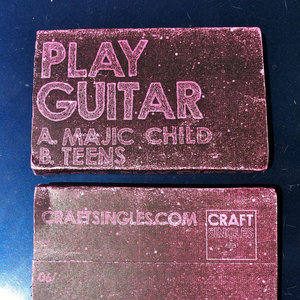 PLAY
GUITAR
A. MAJIC CHILD
B. TEENS
CRAFTSINGLES.COM
CRAFT
SINGLES
06/